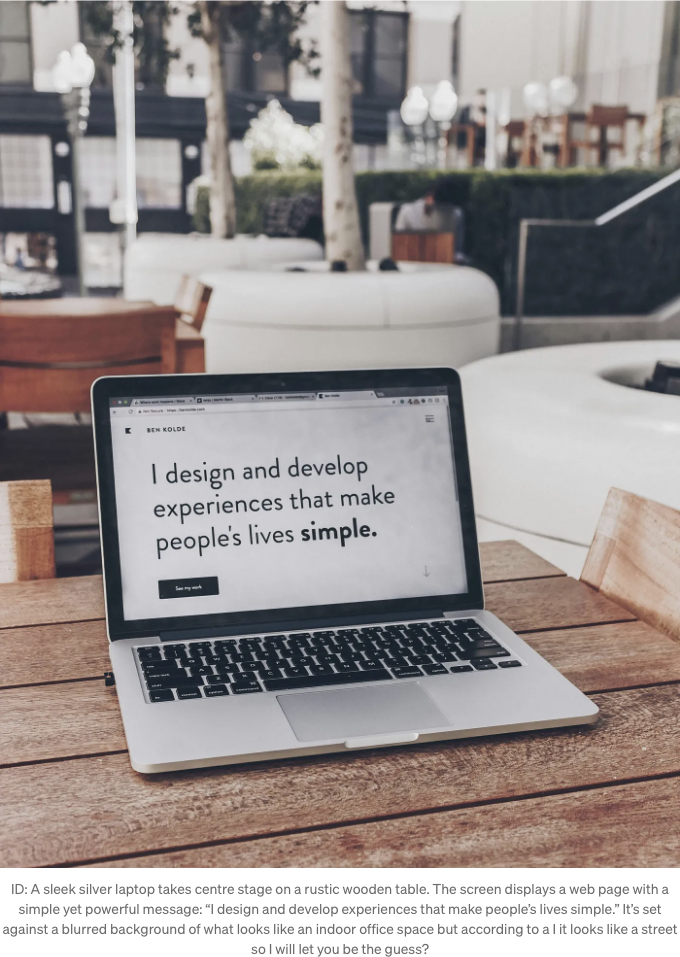 BEN KOLDE
I design and develop
experiences that make
people's lives simple.
See my work
ID: A sleek silver laptop takes centre stage on a rustic wooden table. The screen displays a web page with a
simple yet powerful message: “I design and develop experiences that make people’s lives simple.” It’s set
against a blurred background of what looks like an indoor office space but according to a I it looks like a street
so I will let you be the guess?